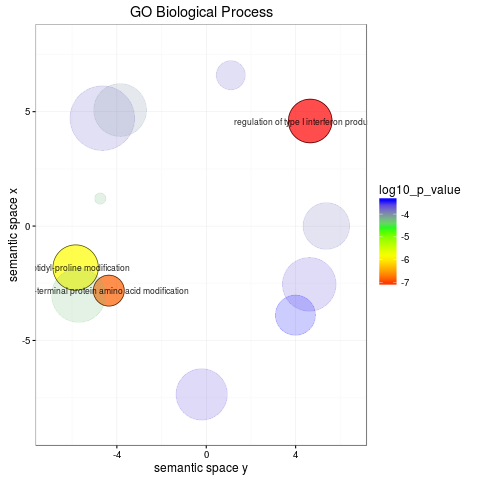 GO Biological Process
5
regulation of type I interferon produ
log10_p_value
-4
-5
-6
-7
0
tidyl-proline modification
-terminal protein amino acid modification
-5
-4
0
4
semantic space x
semantic space y